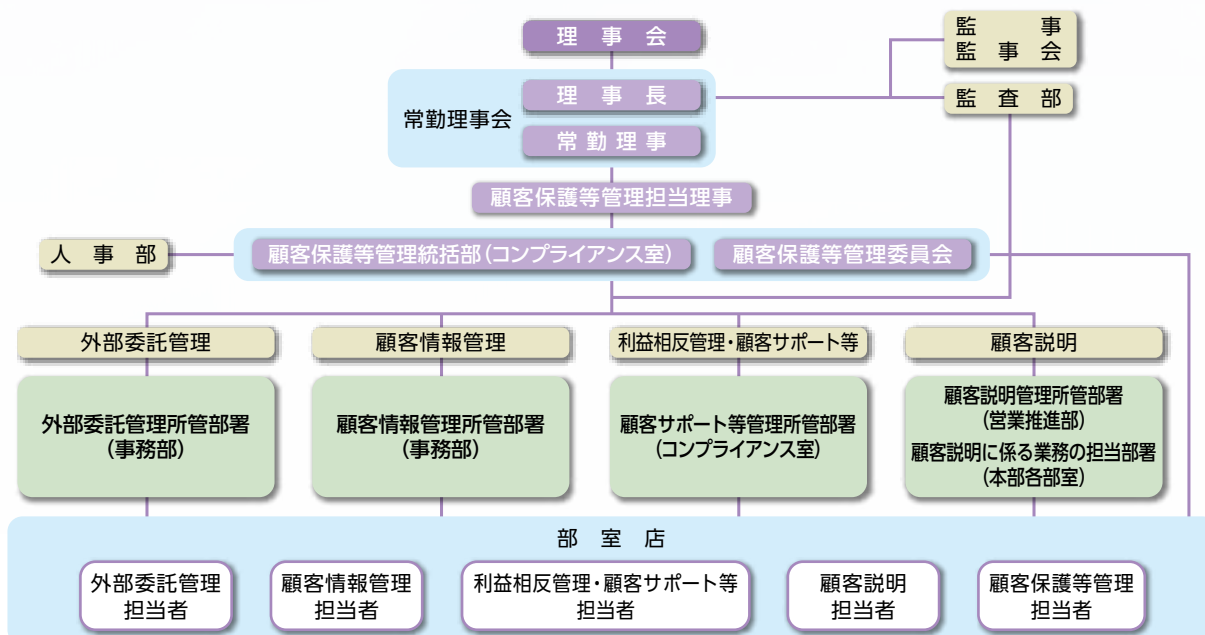 理事会
監事
監事会
常勤理事会
理事長
監査部
常勤理事
顧客保護等管理担当理事
人事部
顧客保護等管理統括部(コンプライアンス室)
顧客保護等管理委員会
外部委託管理
顧客情報管理
利益相反管理・顧客サポート等
顧客説明
外部委託管理所管部署
(事務部)
顧客情報管理所管部署
(事務部)
顧客サポート等管理所管部署
(コンプライアンス室)
顧客説明管理所管部署
(営業推進部)
顧客説明に係る業務の担当部署
(本部各部室)
部室店
外部委託管理
担当者
顧客情報管理
担当者
利益相反管理・顧客サポート等
担当者
顧客説明
担当者
顧客保護等管理
担当者